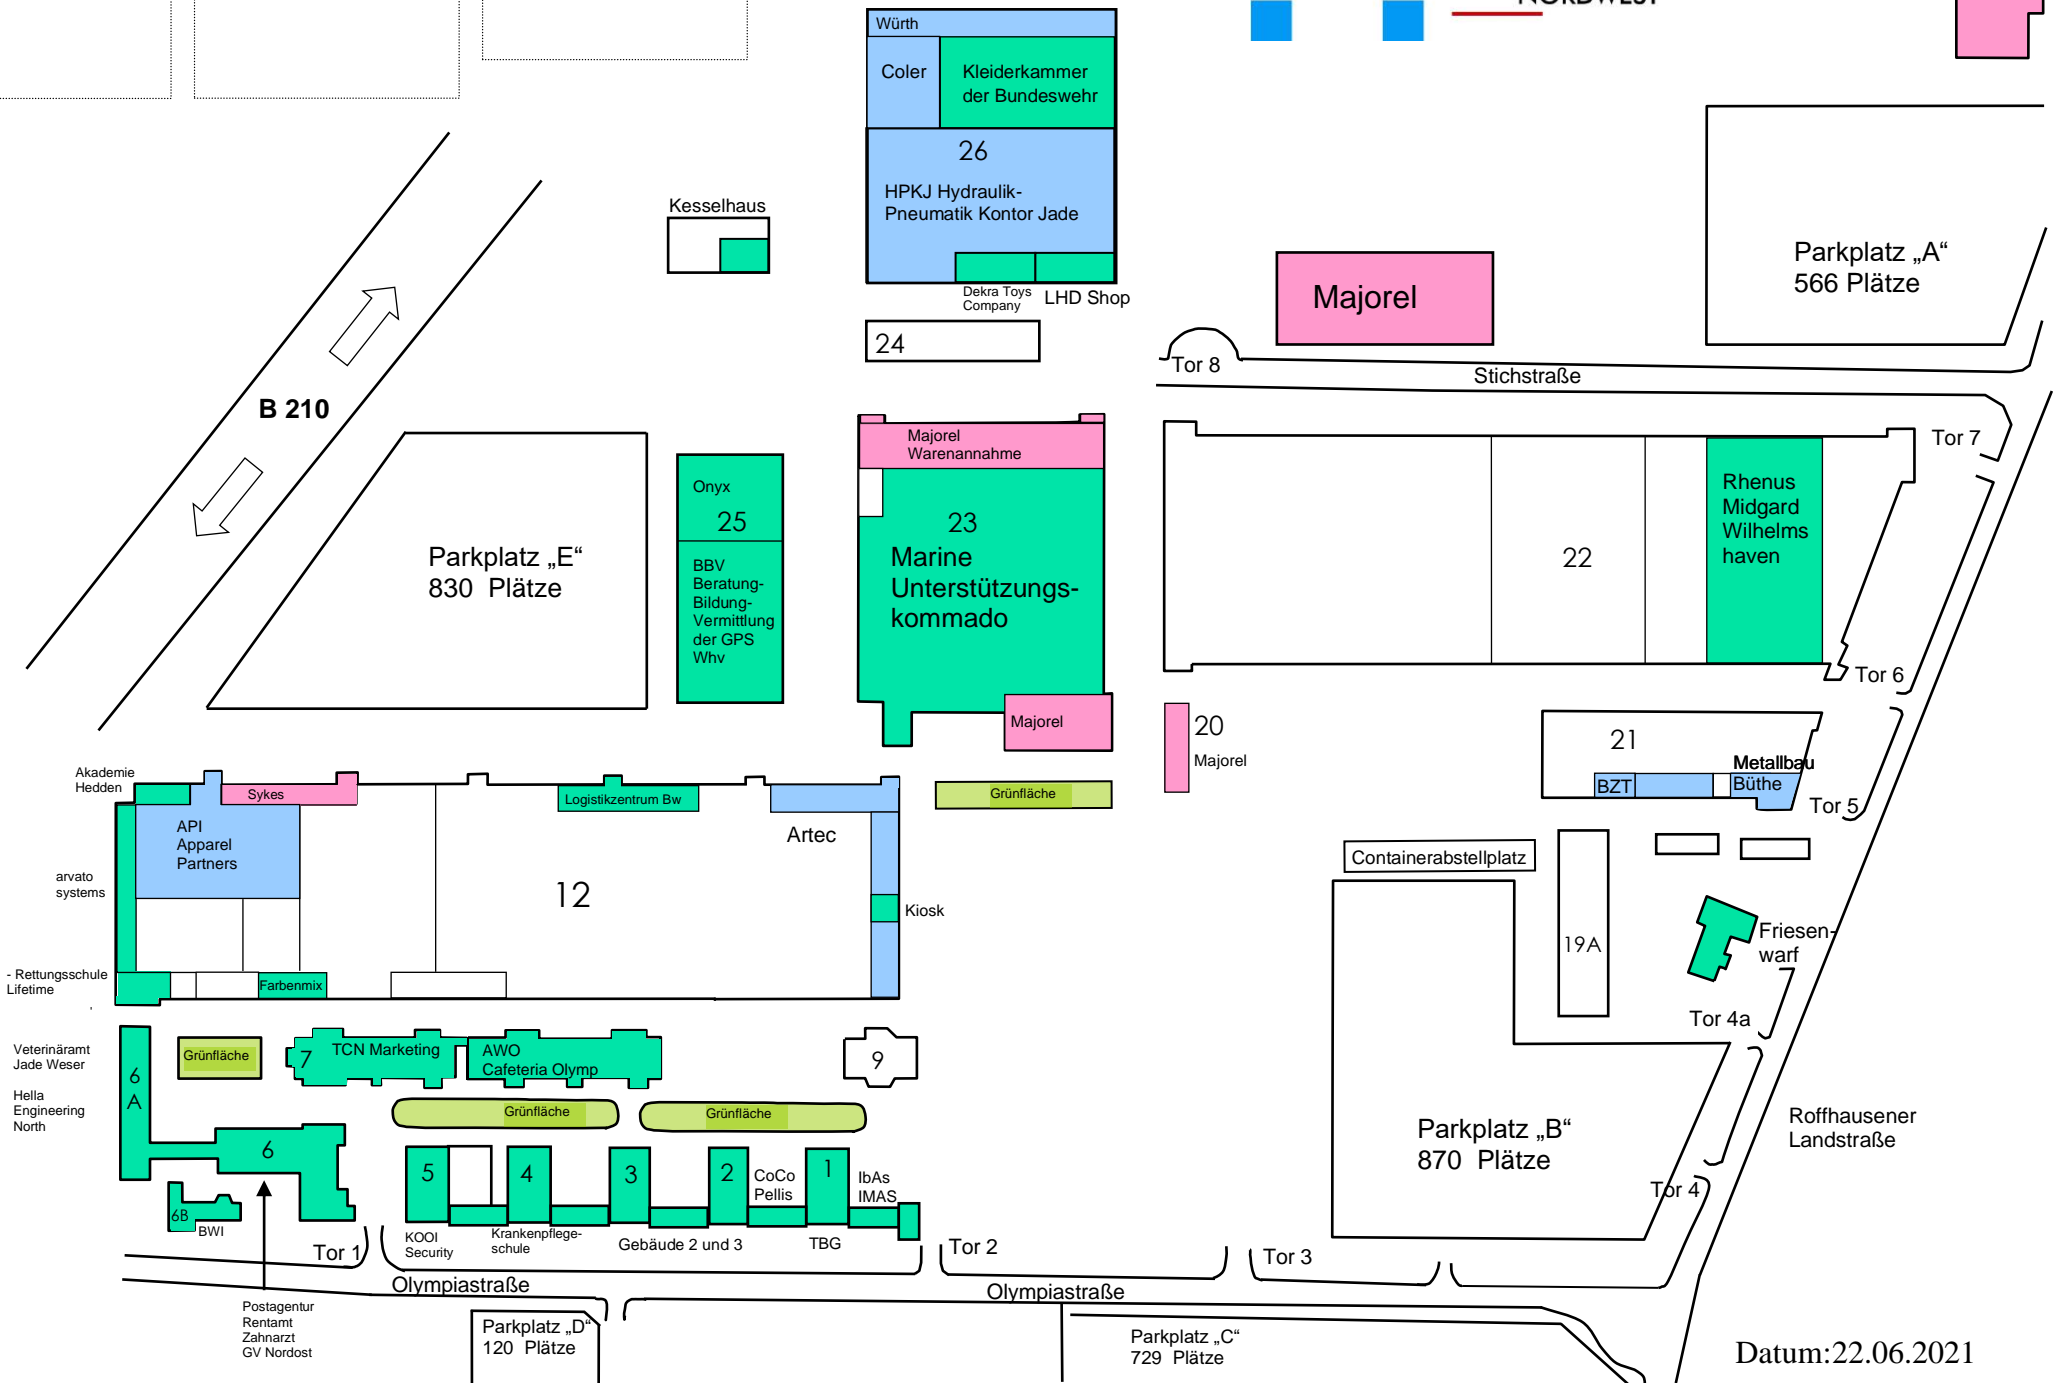 NORDWEST
Würth
Coler
Kleiderkammer
der Bundeswehr
26
HPKJ Hydraulik-
Pneumatik Kontor Jade
Kesselhaus
Dekra Toys
Company
LHD Shop
24
Majorel
Parkplatz „A“
566 Plätze
Tor 8
Stichstraße
B 210
Majorel
Warenannahme
Tor 7
Onyx
25
BBV
Beratung-
Bildung-
Vermittlung
der GPS
Whv
Parkplatz „E“
830 Plätze
23
Marine
Unterstützungs-
kommado
Majorel
22
Rhenus
Midgard
Wilhelms
haven
Tor 6
20
Majorel
21
Metallbau
Büthe
BZT
Tor 5
Akademie
Hedden
Sykes
Logistikzentrum Bw
Grünfläche
API
Apparel
Partners
Artec
arvato
systems
12
Kiosk
Containerabstellplatz
19A
Friesen-
warf
- Rettungsschule
Lifetime
Farbenmix
Tor 4a
Veterinäramt
Jade Weser
Hella
Engineering
North
6
A
Grünfläche
7
TCN Marketing
AWO
Cafeteria Olymp
9
Grünfläche
Grünfläche
Parkplatz „B“
870 Plätze
Roffhausener
Landstraße
6
5
4
3
2
CoCo
Pellis
1
IbAs
IMAS
Tor 4
6B
BWI
Tor 1
KOOI
Security
Krankenpflege-
schule
Gebäude 2 und 3
TBG
Tor 2
Tor 3
Olympiastraße
Olympiastraße
Postagentur
Rentamt
Zahnarzt
GV Nordost
Parkplatz „D“
120 Plätze
Parkplatz „C“
729 Plätze
Datum:22.06.2021